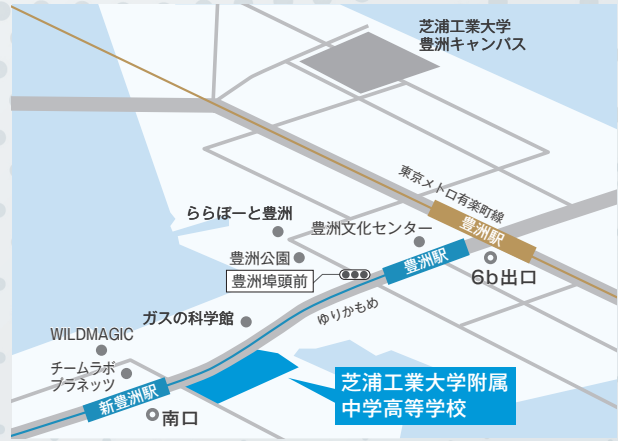 芝浦工業大学
豊洲キャンパス
東京メトロ有楽町線
豊洲駅
ららぽーと豊洲
豊洲文化センター
豊洲公園
豊洲駅
6b出口
豊洲埠頭前
ゆりかもめ
ガスの科学館
WILDMAGIC
チームラボ
プラネッツ
新豊洲駅
南口
芝浦工業大学附属
中学高等学校